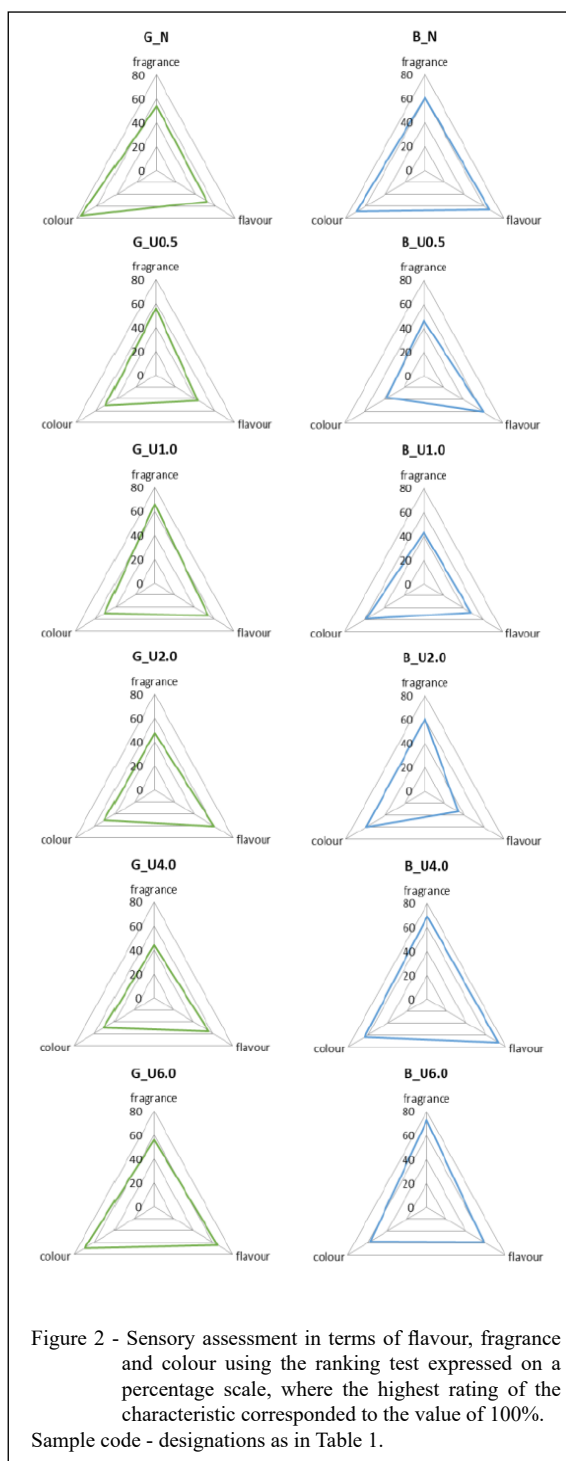 G_N
fragrance
80
60
40
20
0
colour
flavour
B_N
fragrance
80
60
40
20
0
colour
flavour
G_U0.5
fragrance
80
60
40
20
0
colour
flavour
B_U0.5
fragrance
80
60
40
20
0
colour
flavour
G_U1.0
fragrance
80
60
40
20
0
colour
flavour
B_U1.0
fragrance
80
60
40
20
0
colour
flavour
G_U2.0
fragrance
80
60
40
20
0
colour
flavour
B_U2.0
fragrance
80
60
40
20
0
colour
flavour
G_U4.0
fragrance
80
60
40
20
0
colour
flavour
B_U4.0
fragrance
80
60
40
20
0
colour
flavour
G_U6.0
fragrance
80
60
40
20
0
colour
flavour
B_U6.0
fragrance
80
60
40
20
0
colour
flavour
Figure 2 - Sensory assessment in terms of flavour, fragrance
and colour using the ranking test expressed on a
percentage scale, where the highest rating of the
characteristic corresponded to the value of 100%.
Sample code - designations as in Table 1.